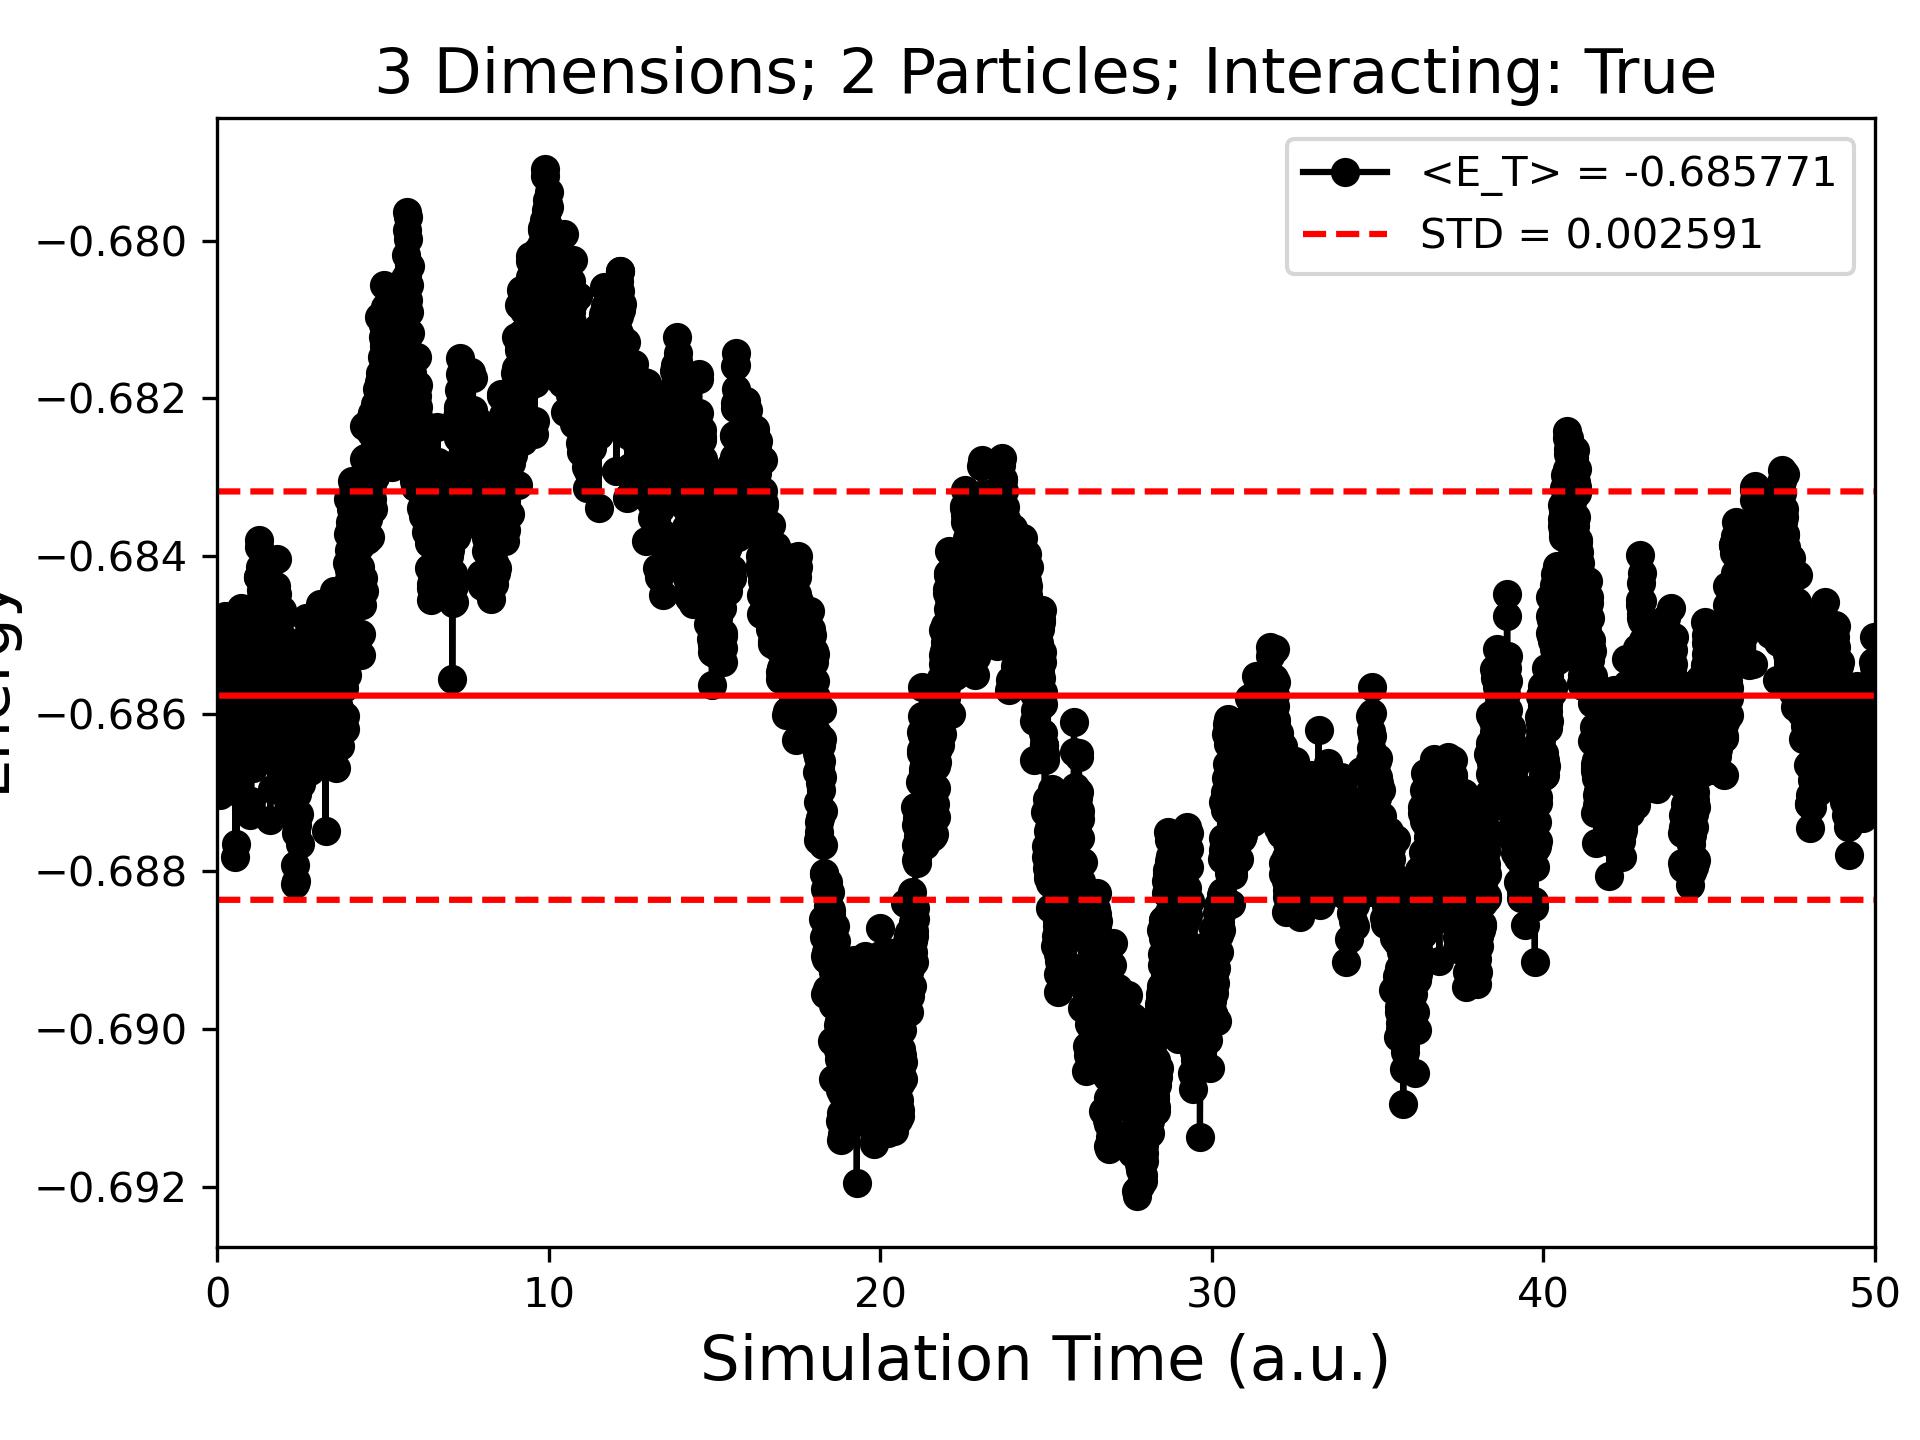 3 Dimensions; 2 Particles; Interacting: True
<E_T> = -0.685771
STD = 0.002591
−0.680
−0.682
−0.684
−0.686
−0.688
−0.690
−0.692
0 10 20 30 40 50
Simulation Time (a.u.)